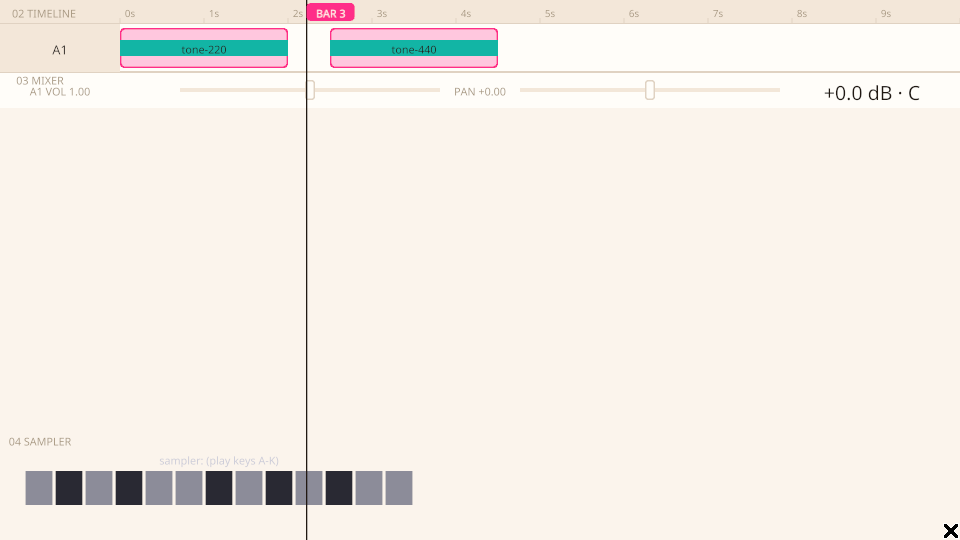 02 TIMELINE
0s 1s 2s BAR 3 3s 4s 5s 6s 7s 8s 9s
A1 tone-220 tone-440
03 MIXER
A1 VOL 1.00 PAN +0.00 +0.0 dB · C
04 SAMPLER
sampler: (play keys A-K)